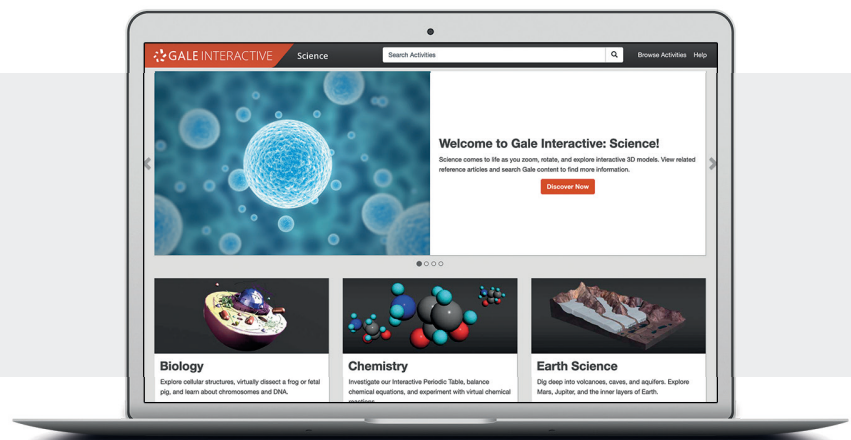 GALE INTERACTIVE Science Search Activities Browse Activities Help
Welcome to Gale Interactive: Science!
Science comes to life as you zoom, rotate, and explore interactive 3D models. View related
reference articles and search Gale content to find more information.
Discover Now
Biology
Explore cellular structures, virtually dissect a frog or fetal
pig, and learn about chromosomes and DNA.
Chemistry
Investigate our Interactive Periodic Table, balance
chemical equations, and experiment with virtual chemical
reactions.
Earth Science
Dig deep into volcanoes, caves, and aquifers. Explore
Mars, Jupiter, and the inner layers of Earth.